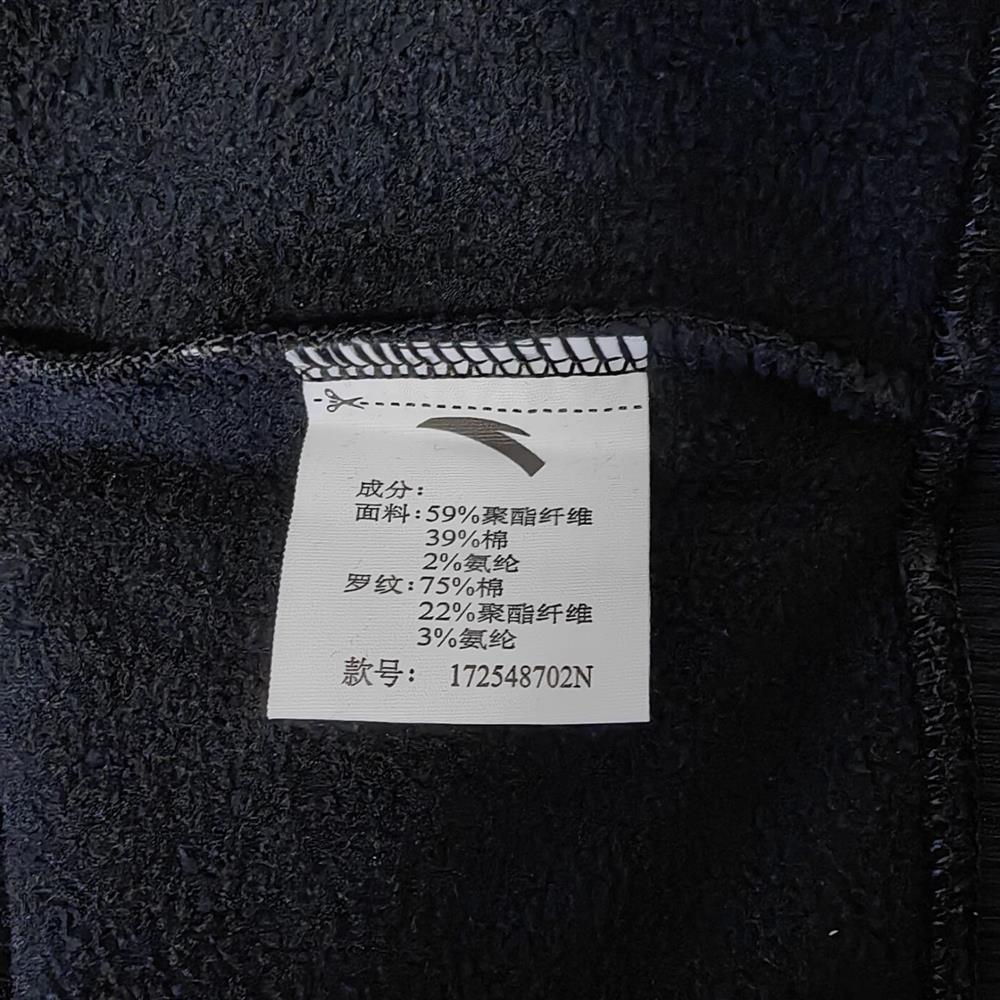 成分:
面料:59%聚酯纤维
39%棉
2%氨纶
罗纹:75%棉
22%聚酯纤维
3%氨纶
款号: 172548702N